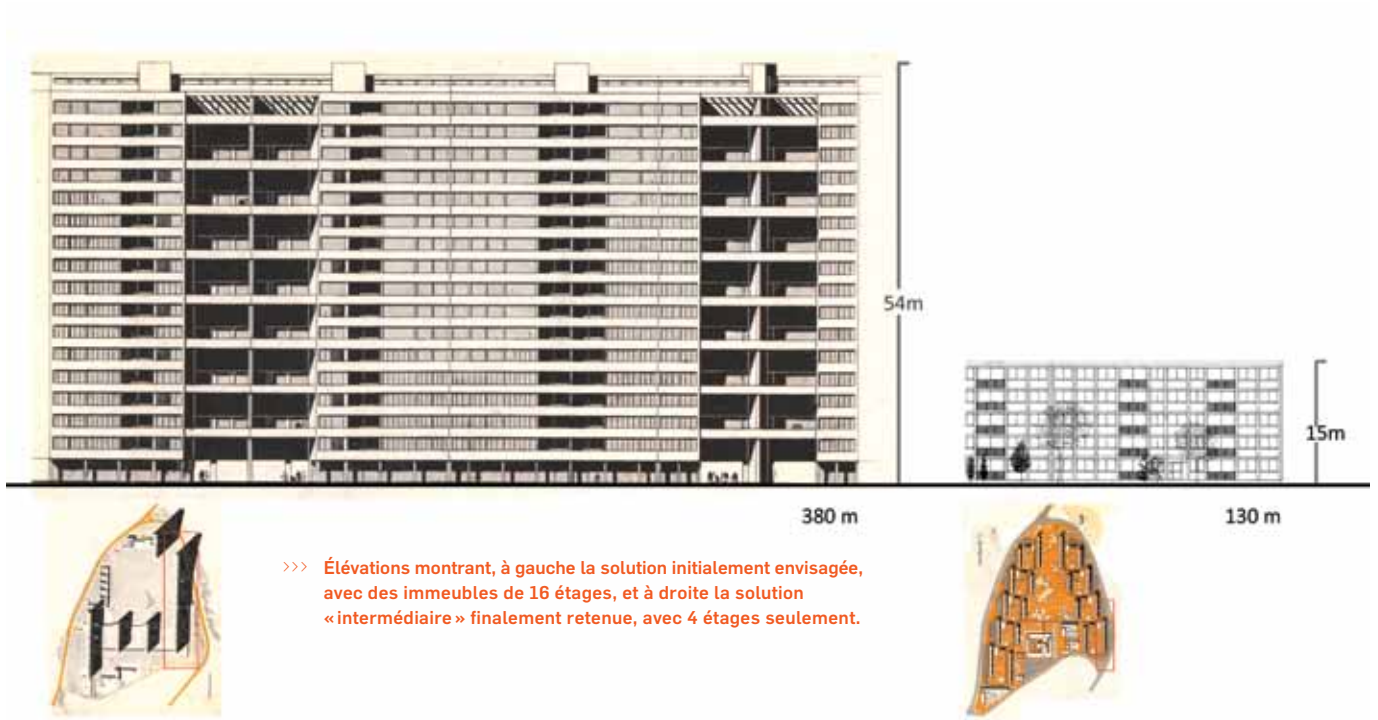 54m
15m
380 m
130 m
>>> Élévations montrant, à gauche la solution initialement envisagée,
avec des immeubles de 16 étages, et à droite la solution
« intermédiaire » finalement retenue, avec 4 étages seulement.